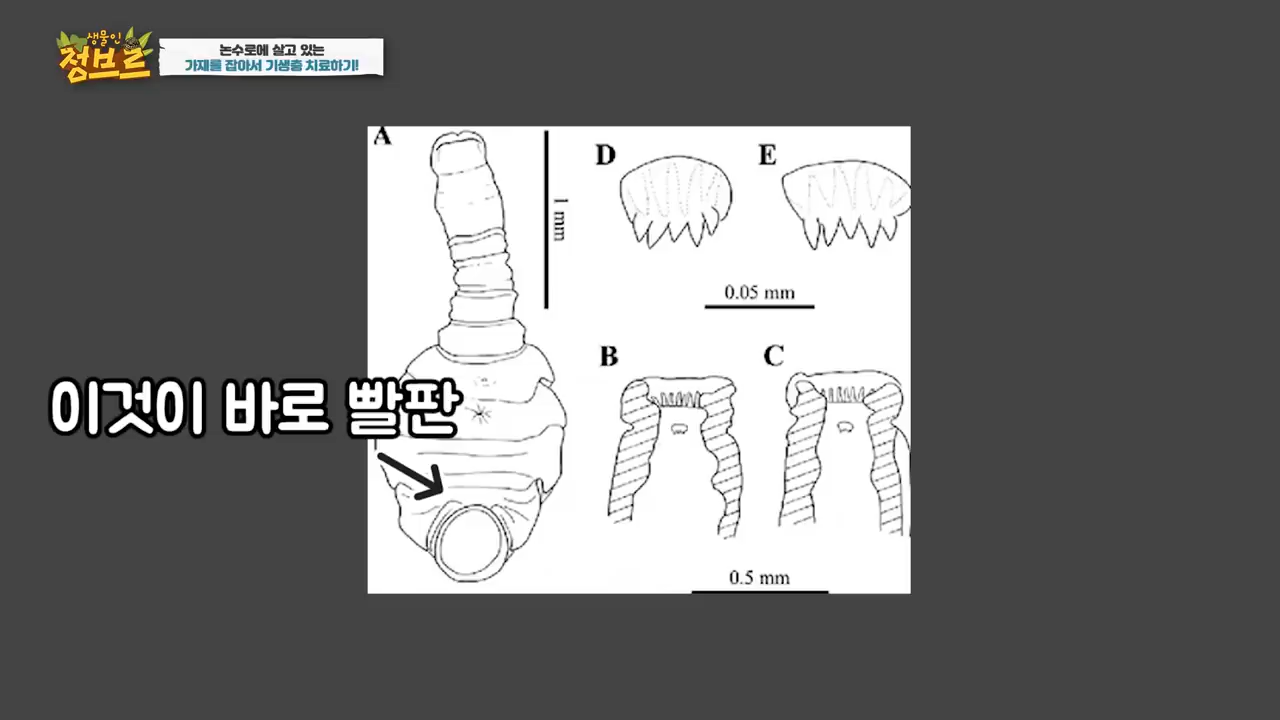 생물인
정브르
논수로에 살고 있는
가재를 잡아서 기생충 치료하기!
A
1 mm
D
E
0.05 mm
B
C
이것이 바로 빨판
0.5 mm